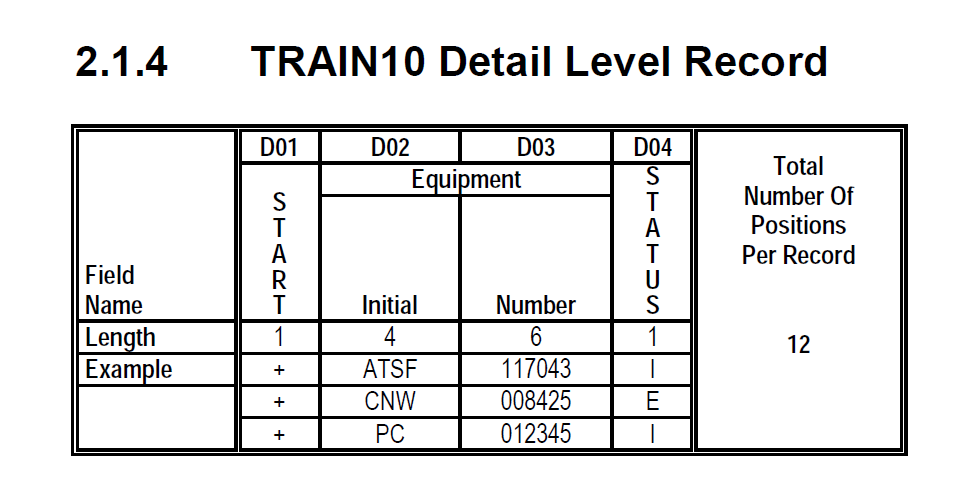 2.1.4 TRAIN10 Detail Level Record
D01 D02 D03 D04
Equipment
START
STATUS
Total
Number Of
Positions
Per Record
Field
Name Initial Number
Length 1 4 6 1 12
Example + ATSF 117043 I
+ CNW 008425 E
+ PC 012345 I